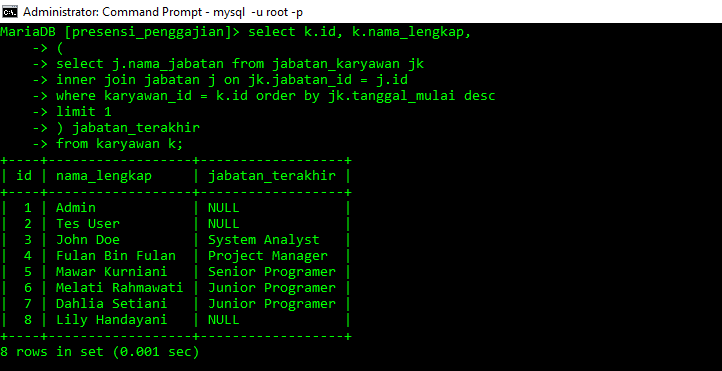 Administrator: Command Prompt - mysql -u root -p
MariaDB [presensi_penggajian]> select k.id, k.nama_lengkap,
    -> (
    -> select j.nama_jabatan from jabatan_karyawan jk
    -> inner join jabatan j on jk.jabatan_id = j.id
    -> where karyawan_id = k.id order by jk.tanggal_mulai desc
    -> limit 1
    -> ) jabatan_terakhir
    -> from karyawan k;
+----+------------------+------------------+
| id | nama_lengkap     | jabatan_terakhir |
+----+------------------+------------------+
|  1 | Admin            | NULL             |
|  2 | Tes User         | NULL             |
|  3 | John Doe         | System Analyst   |
|  4 | Fulan Bin Fulan  | Project Manager  |
|  5 | Mawar Kurniani   | Senior Programer |
|  6 | Melati Rahmawati | Junior Programer |
|  7 | Dahlia Setiani   | Junior Programer |
|  8 | Lily Handayani   | NULL             |
+----+------------------+------------------+
8 rows in set (0.001 sec)